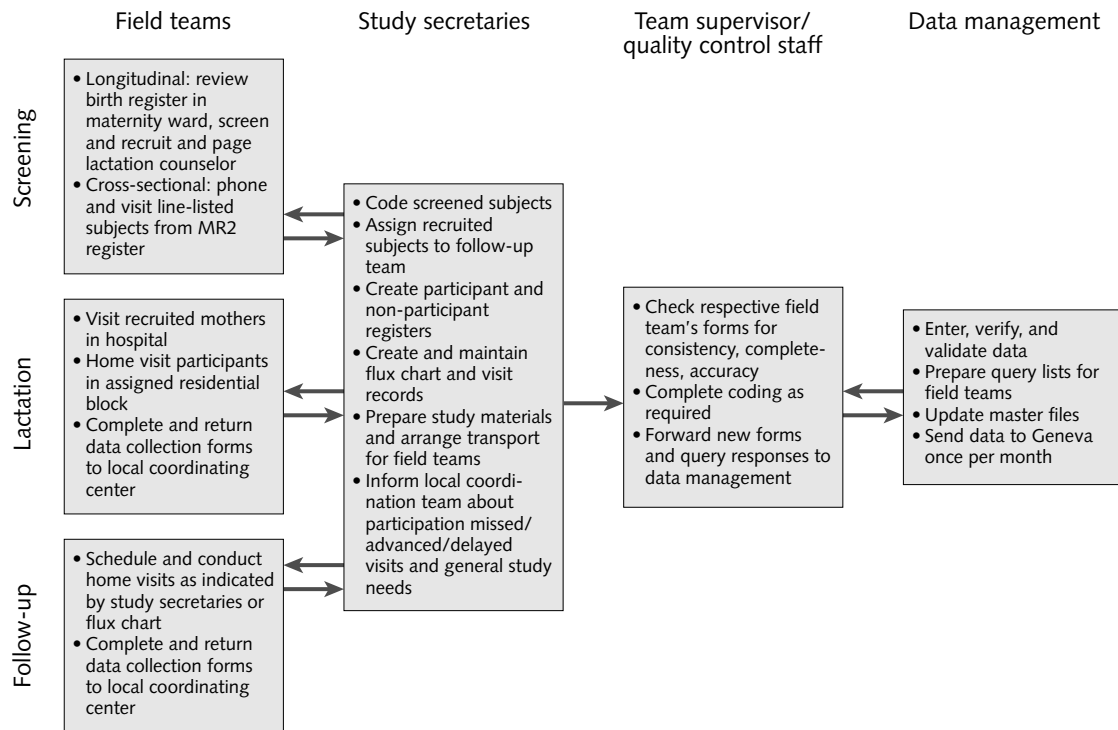 Field teams
Study secretaries
Team supervisor/
quality control staff
Data management
Screening
• Longitudinal: review
birth register in
maternity ward, screen
and recruit and page
lactation counselor
• Cross-sectional: phone
and visit line-listed
subjects from MR2
register
Lactation
• Visit recruited mothers
in hospital
• Home visit participants
in assigned residential
block
• Complete and return
data collection forms
to local coordinating
center
Follow-up
• Schedule and conduct
home visits as indicated
by study secretaries or
flux chart
• Complete and return
data collection forms
to local coordinating
center
• Code screened subjects
• Assign recruited
subjects to follow-up
team
• Create participant and
non-participant
registers
• Create and maintain
flux chart and visit
records
• Prepare study materials
and arrange transport
for field teams
• Inform local coordi-
nation team about
participation missed/
advanced/delayed
visits and general study
needs
• Check respective field
team's forms for
consistency, complete-
ness, accuracy
• Complete coding as
required
• Forward new forms
and query responses to
data management
• Enter, verify, and
validate data
• Prepare query lists for
field teams
• Update master files
• Send data to Geneva
once per month